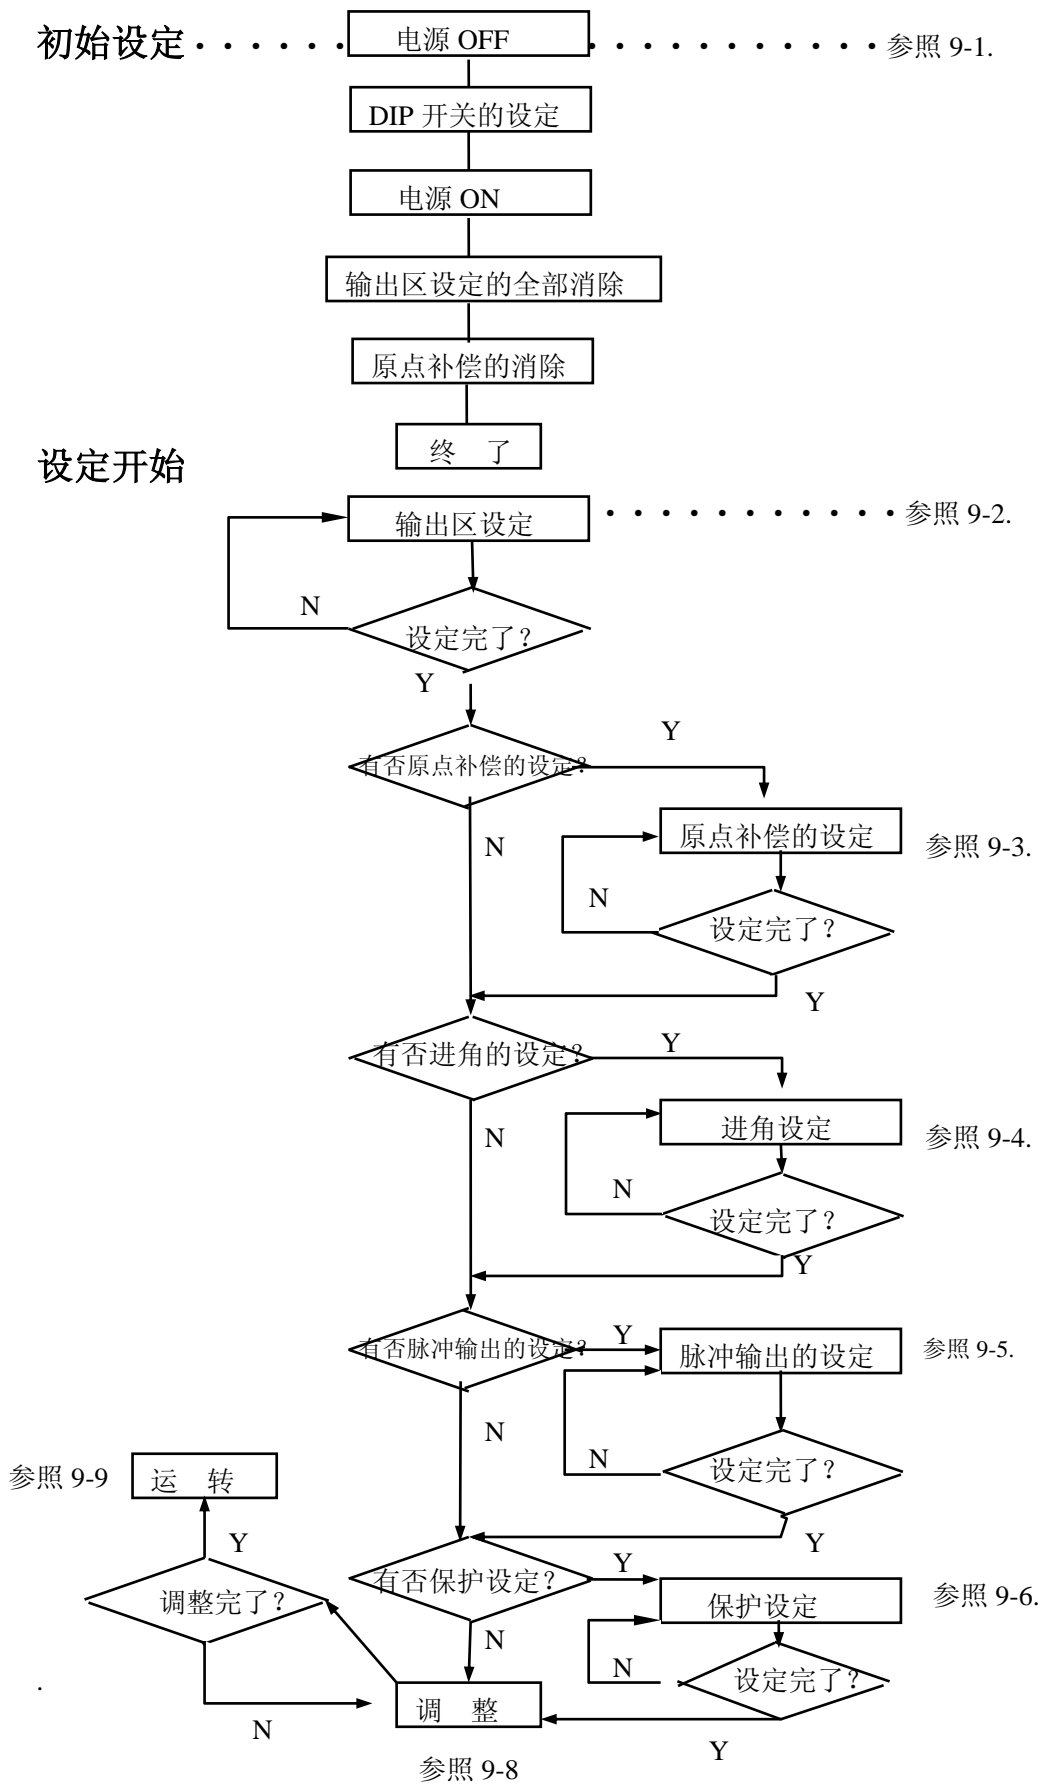 初始设定・・・・・・
电源 OFF
・・・・・・・・・・・参照 9-1.
DIP 开关的设定
电源 ON
输出区设定的全部消除
原点补偿的消除
终 了
设定开始
输出区设定
・・・・・・・・・・・参照 9-2.
N
设定完了?
Y
有否原点补偿的设定?
Y
原点补偿的设定
参照 9-3.
N
N
设定完了?
Y
有否进角的设定?
Y
进角设定
参照 9-4.
N
N
设定完了?
Y
有否脉冲输出的设定?
Y
脉冲输出的设定
参照 9-5.
N
N
设定完了?
Y
参照 9-9
运 转
Y
有否保护设定?
Y
保护设定
参照 9-6.
调整完了?
N
N
设定完了?
.
调 整
N
Y
参照 9-8